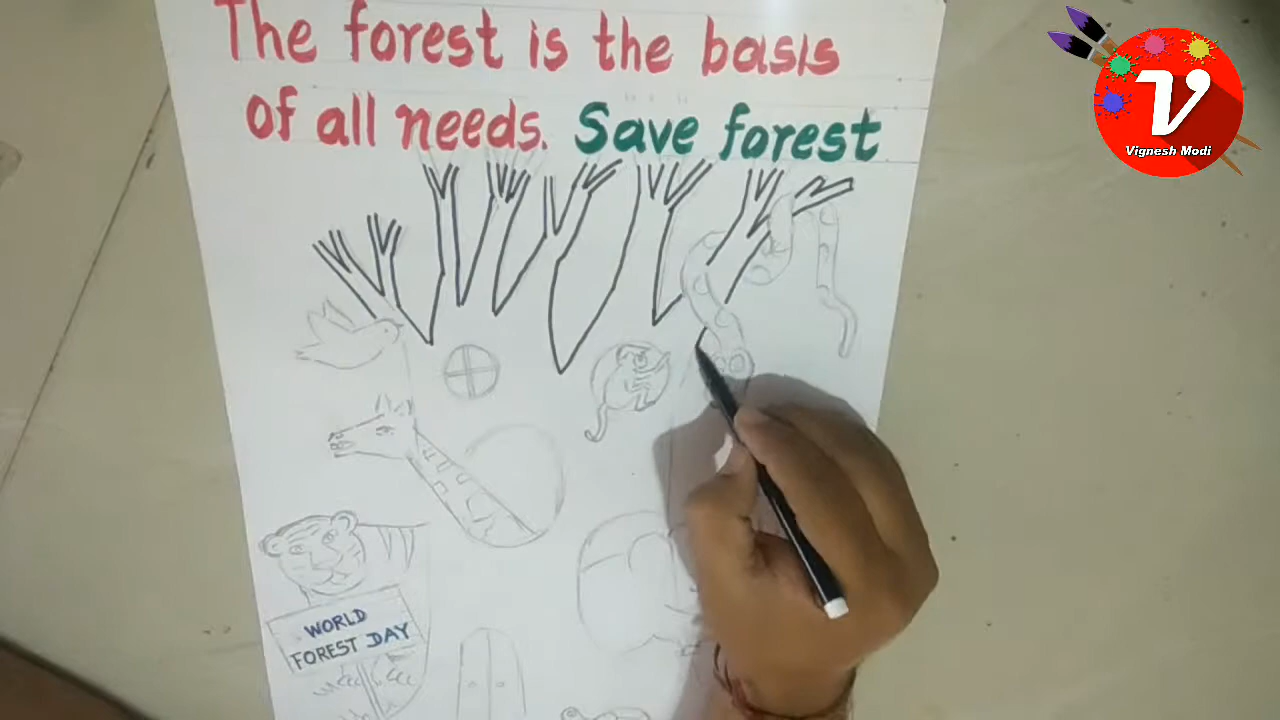 The forest is the basis
of all needs. Save forest
V
Vignesh Modi
WORLD
FOREST DAY